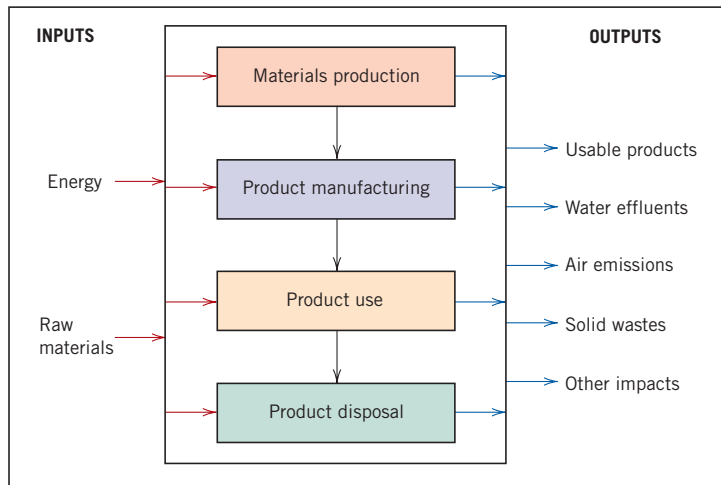 INPUTS
OUTPUTS
Materials production
Usable products
Energy
Product manufacturing
Water effluents
Air emissions
Product use
Raw
materials
Solid wastes
Other impacts
Product disposal